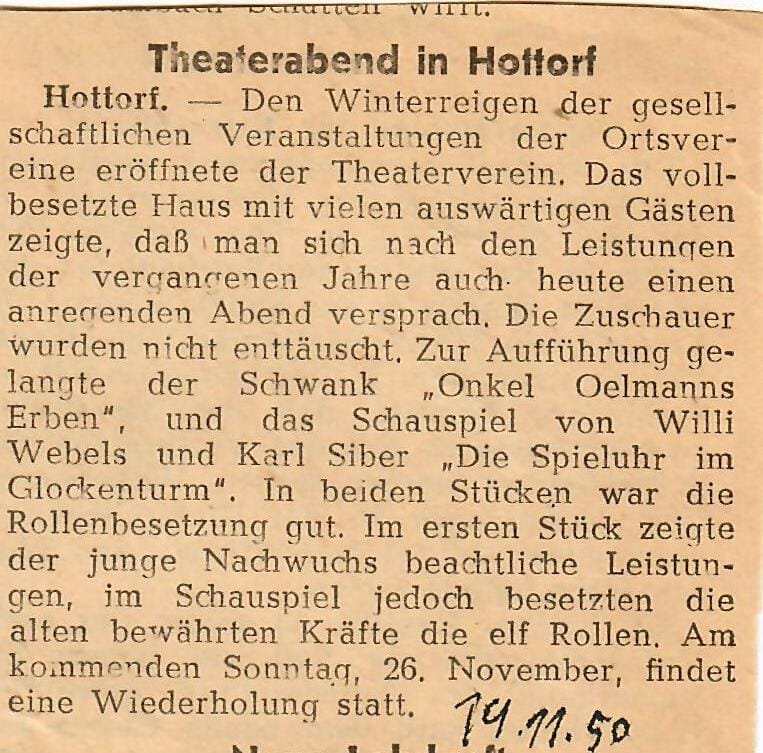 Schütten Willt.
Theaterabend in Hottorf
Hottorf. — Den Winterreigen der gesell-
schaftlichen Veranstaltungen der Ortsver-
eine eröffnete der Theaterverein. Das voll-
besetzte Haus mit vielen auswärtigen Gästen
zeigte, daß man sich nach den Leistungen
der vergangenen Jahre auch heute einen
anregenden Abend versprach. Die Zuschauer
wurden nicht enttäuscht. Zur Aufführung ge-
langte der Schwank „Onkel Oelmanns
Erben“, und das Schauspiel von Willi
Webels und Karl Siber „Die Spieluhr im
Glockenturm“. In beiden Stücken war die
Rollenbesetzung gut. Im ersten Stück zeigte
der junge Nachwuchs beachtliche Leistun-
gen, im Schauspiel jedoch besetzten die
alten bewährten Kräfte die elf Rollen. Am
kommenden Sonntag, 26. November, findet
eine Wiederholung statt.
19.11.50